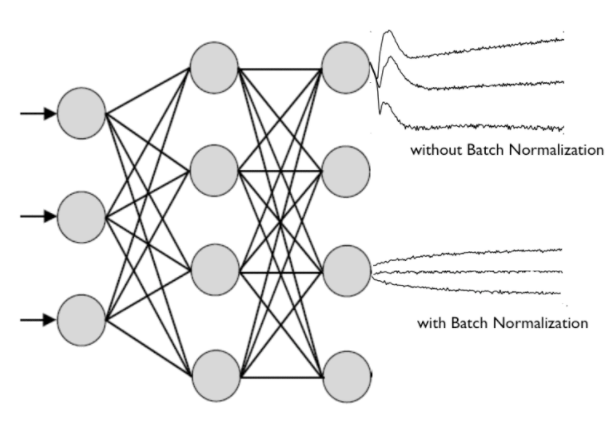 without Batch Normalization
with Batch Normalization